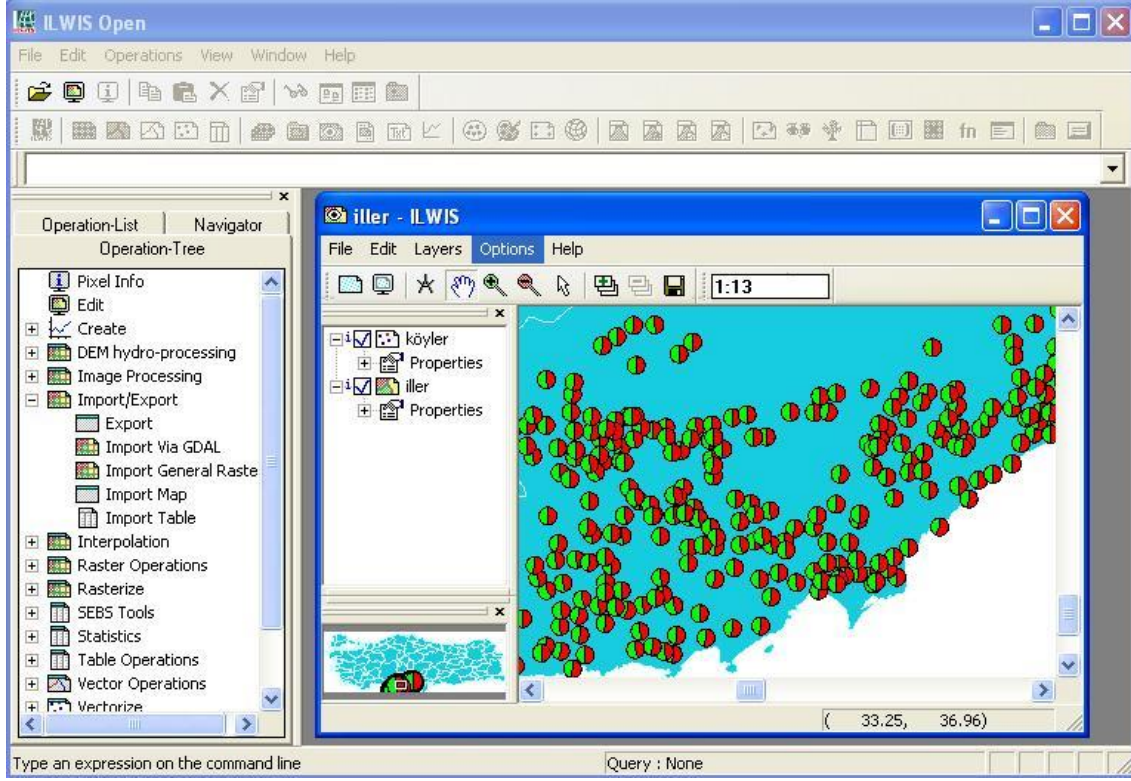 ILWIS Open
File Edit Operations View Window Help
fn
Operation-List Navigator
Operation-Tree
Pixel Info
Edit
Create
DEM hydro-processing
Image Processing
Import/Export
Export
Import Via GDAL
Import General Raste
Import Map
Import Table
Interpolation
Raster Operations
Rasterize
SEBS Tools
Statistics
Table Operations
Vector Operations
Vectorize
iller - ILWIS
File Edit Layers Options Help
1:13
köyler
Properties
iller
Properties
( 33.25, 36.96)
Type an expression on the command line Query : None